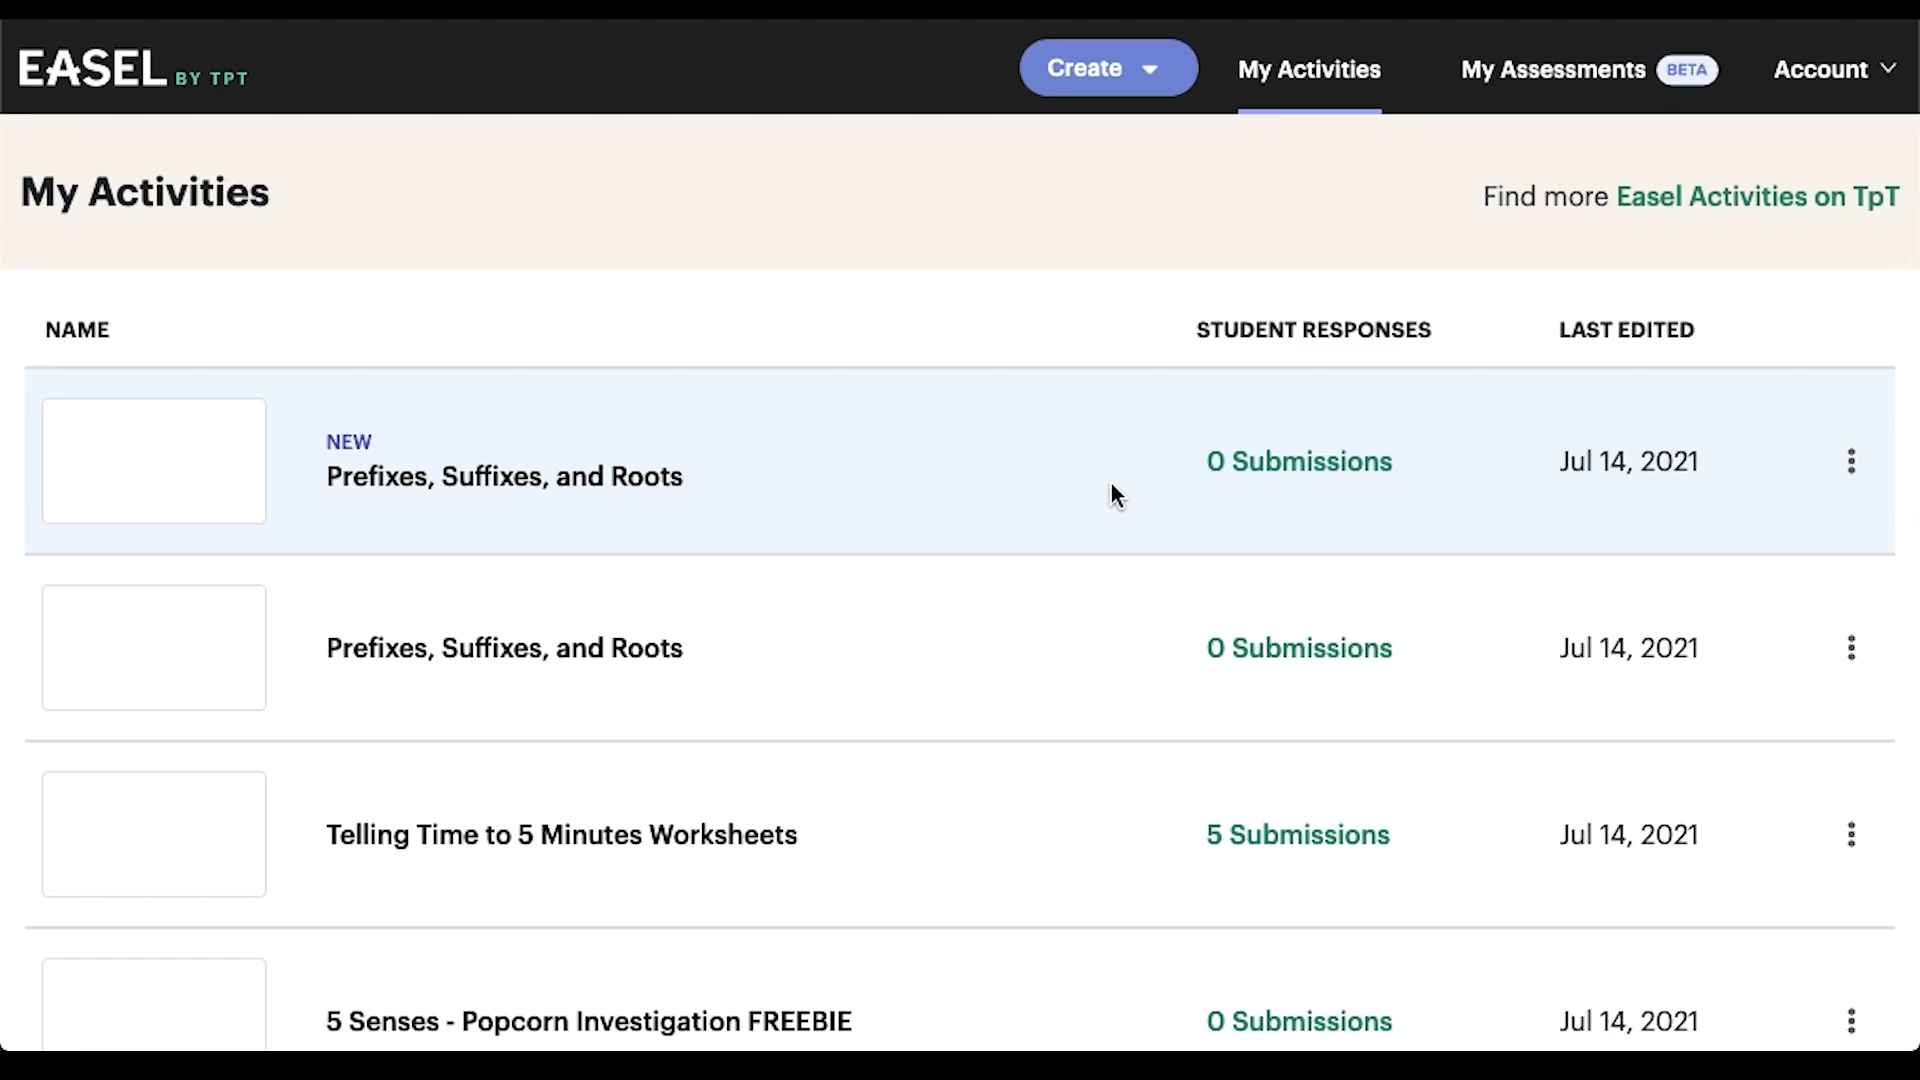 EASEL BY TPT
Create
My Activities
My Assessments BETA
Account
My Activities
Find more Easel Activities on TpT
NAME
STUDENT RESPONSES
LAST EDITED
NEW
Prefixes, Suffixes, and Roots
0 Submissions
Jul 14, 2021
Prefixes, Suffixes, and Roots
0 Submissions
Jul 14, 2021
Telling Time to 5 Minutes Worksheets
5 Submissions
Jul 14, 2021
5 Senses - Popcorn Investigation FREEBIE
0 Submissions
Jul 14, 2021